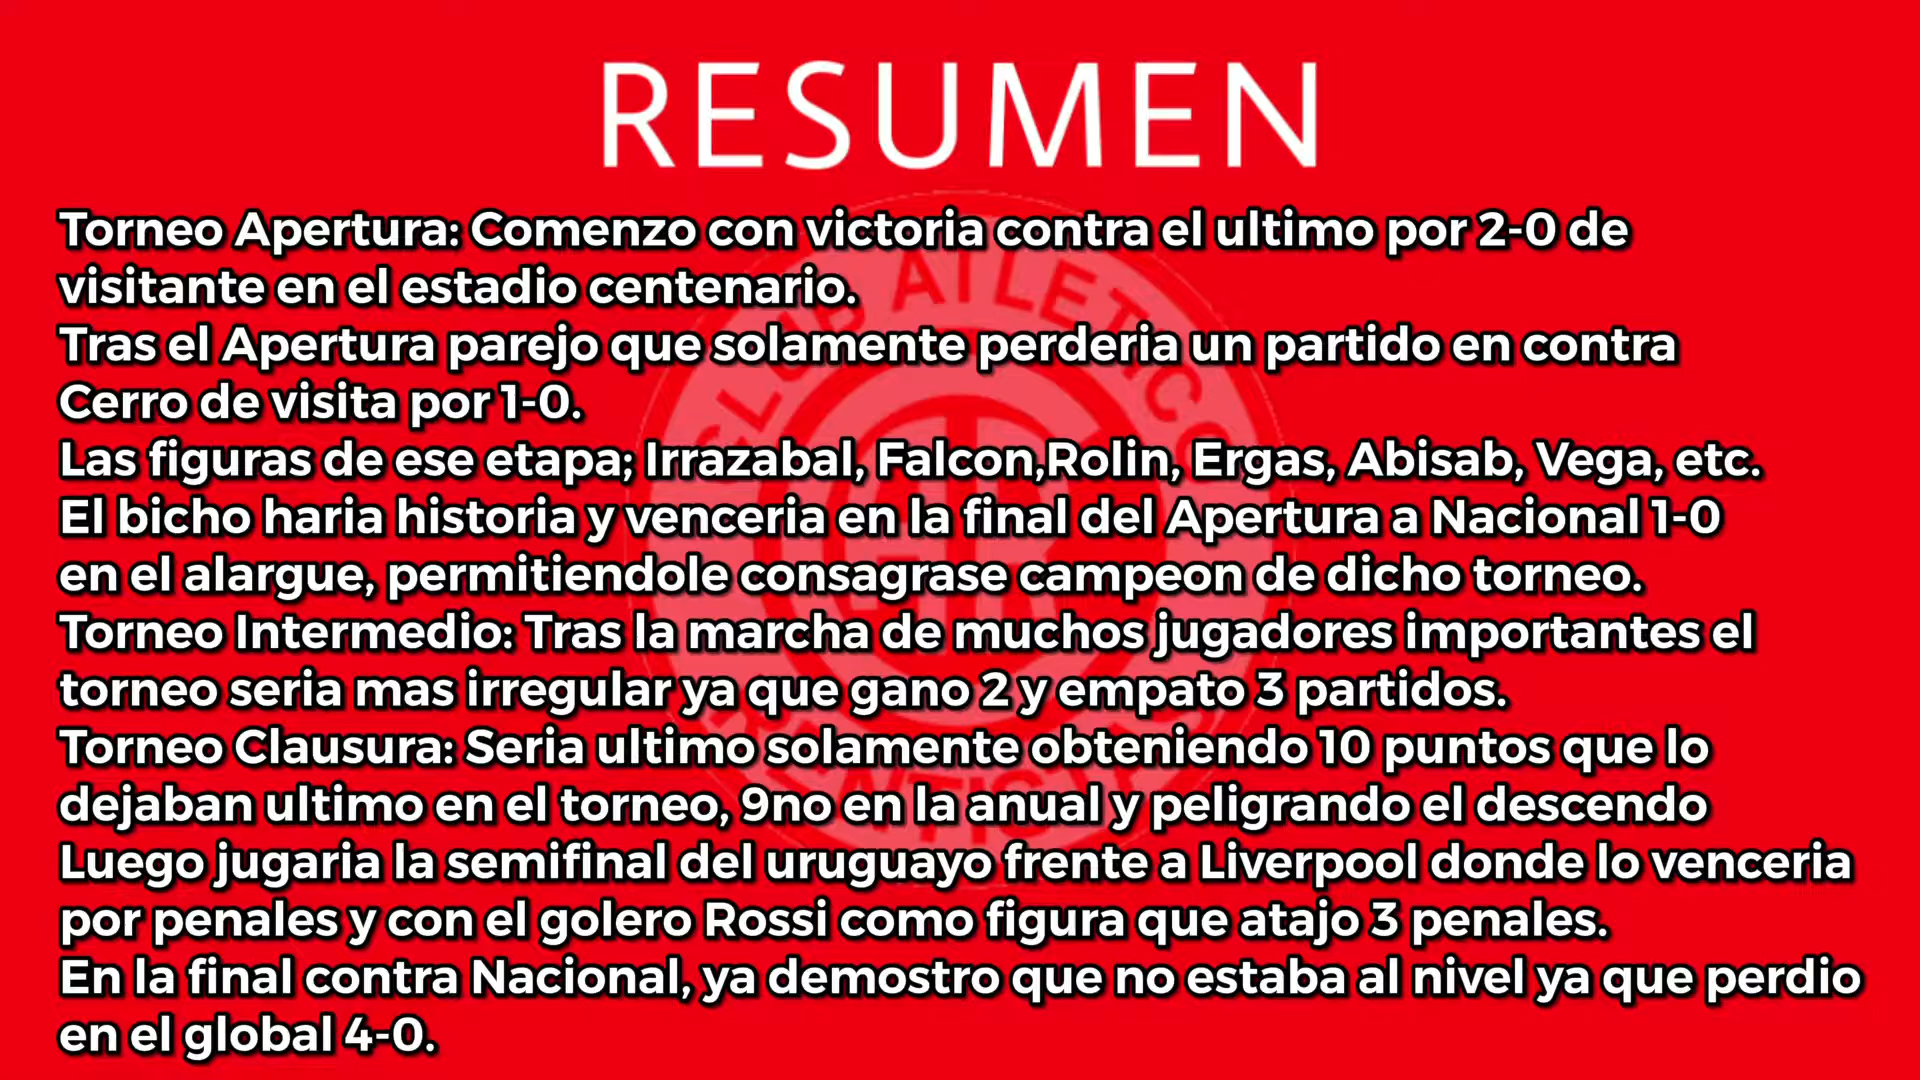 RESUMEN
Torneo Apertura: Comenzo con victoria contra el ultimo por 2-0 de
visitante en el estadio centenario.
Tras el Apertura parejo que solamente perderia un partido en contra
Cerro de visita por 1-0.
Las figuras de ese etapa; Irrazabal, Falcon,Rolin, Ergas, Abisab, Vega, etc.
El bicho haria historia y venceria en la final del Apertura a Nacional 1-0
en el alargue, permitiendole consagrase campeon de dicho torneo.
Torneo Intermedio: Tras la marcha de muchos jugadores importantes el
torneo seria mas irregular ya que gano 2 y empato 3 partidos.
Torneo Clausura: Seria ultimo solamente obteniendo 10 puntos que lo
dejaban ultimo en el torneo, 9no en la anual y peligrando el descendo
Luego jugaria la semifinal del uruguayo frente a Liverpool donde lo venceria
por penales y con el golero Rossi como figura que atajo 3 penales.
En la final contra Nacional, ya demostro que no estaba al nivel ya que perdio
en el global 4-0.
CLUB ATLETICO